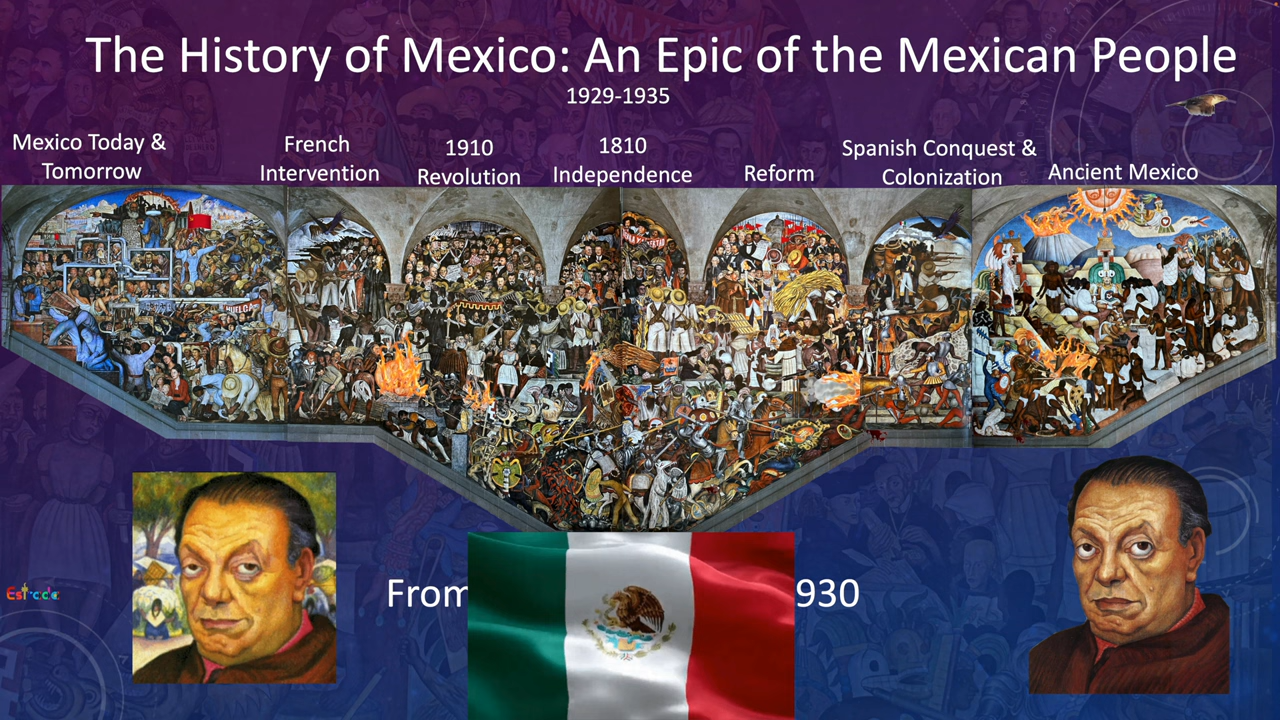 The History of Mexico: An Epic of the Mexican People
1929-1935
Mexico Today &
Tomorrow
French
Intervention
1910
Revolution
1810
Independence
Reform
Spanish Conquest &
Colonization
Ancient Mexico
HUELGA
From
930